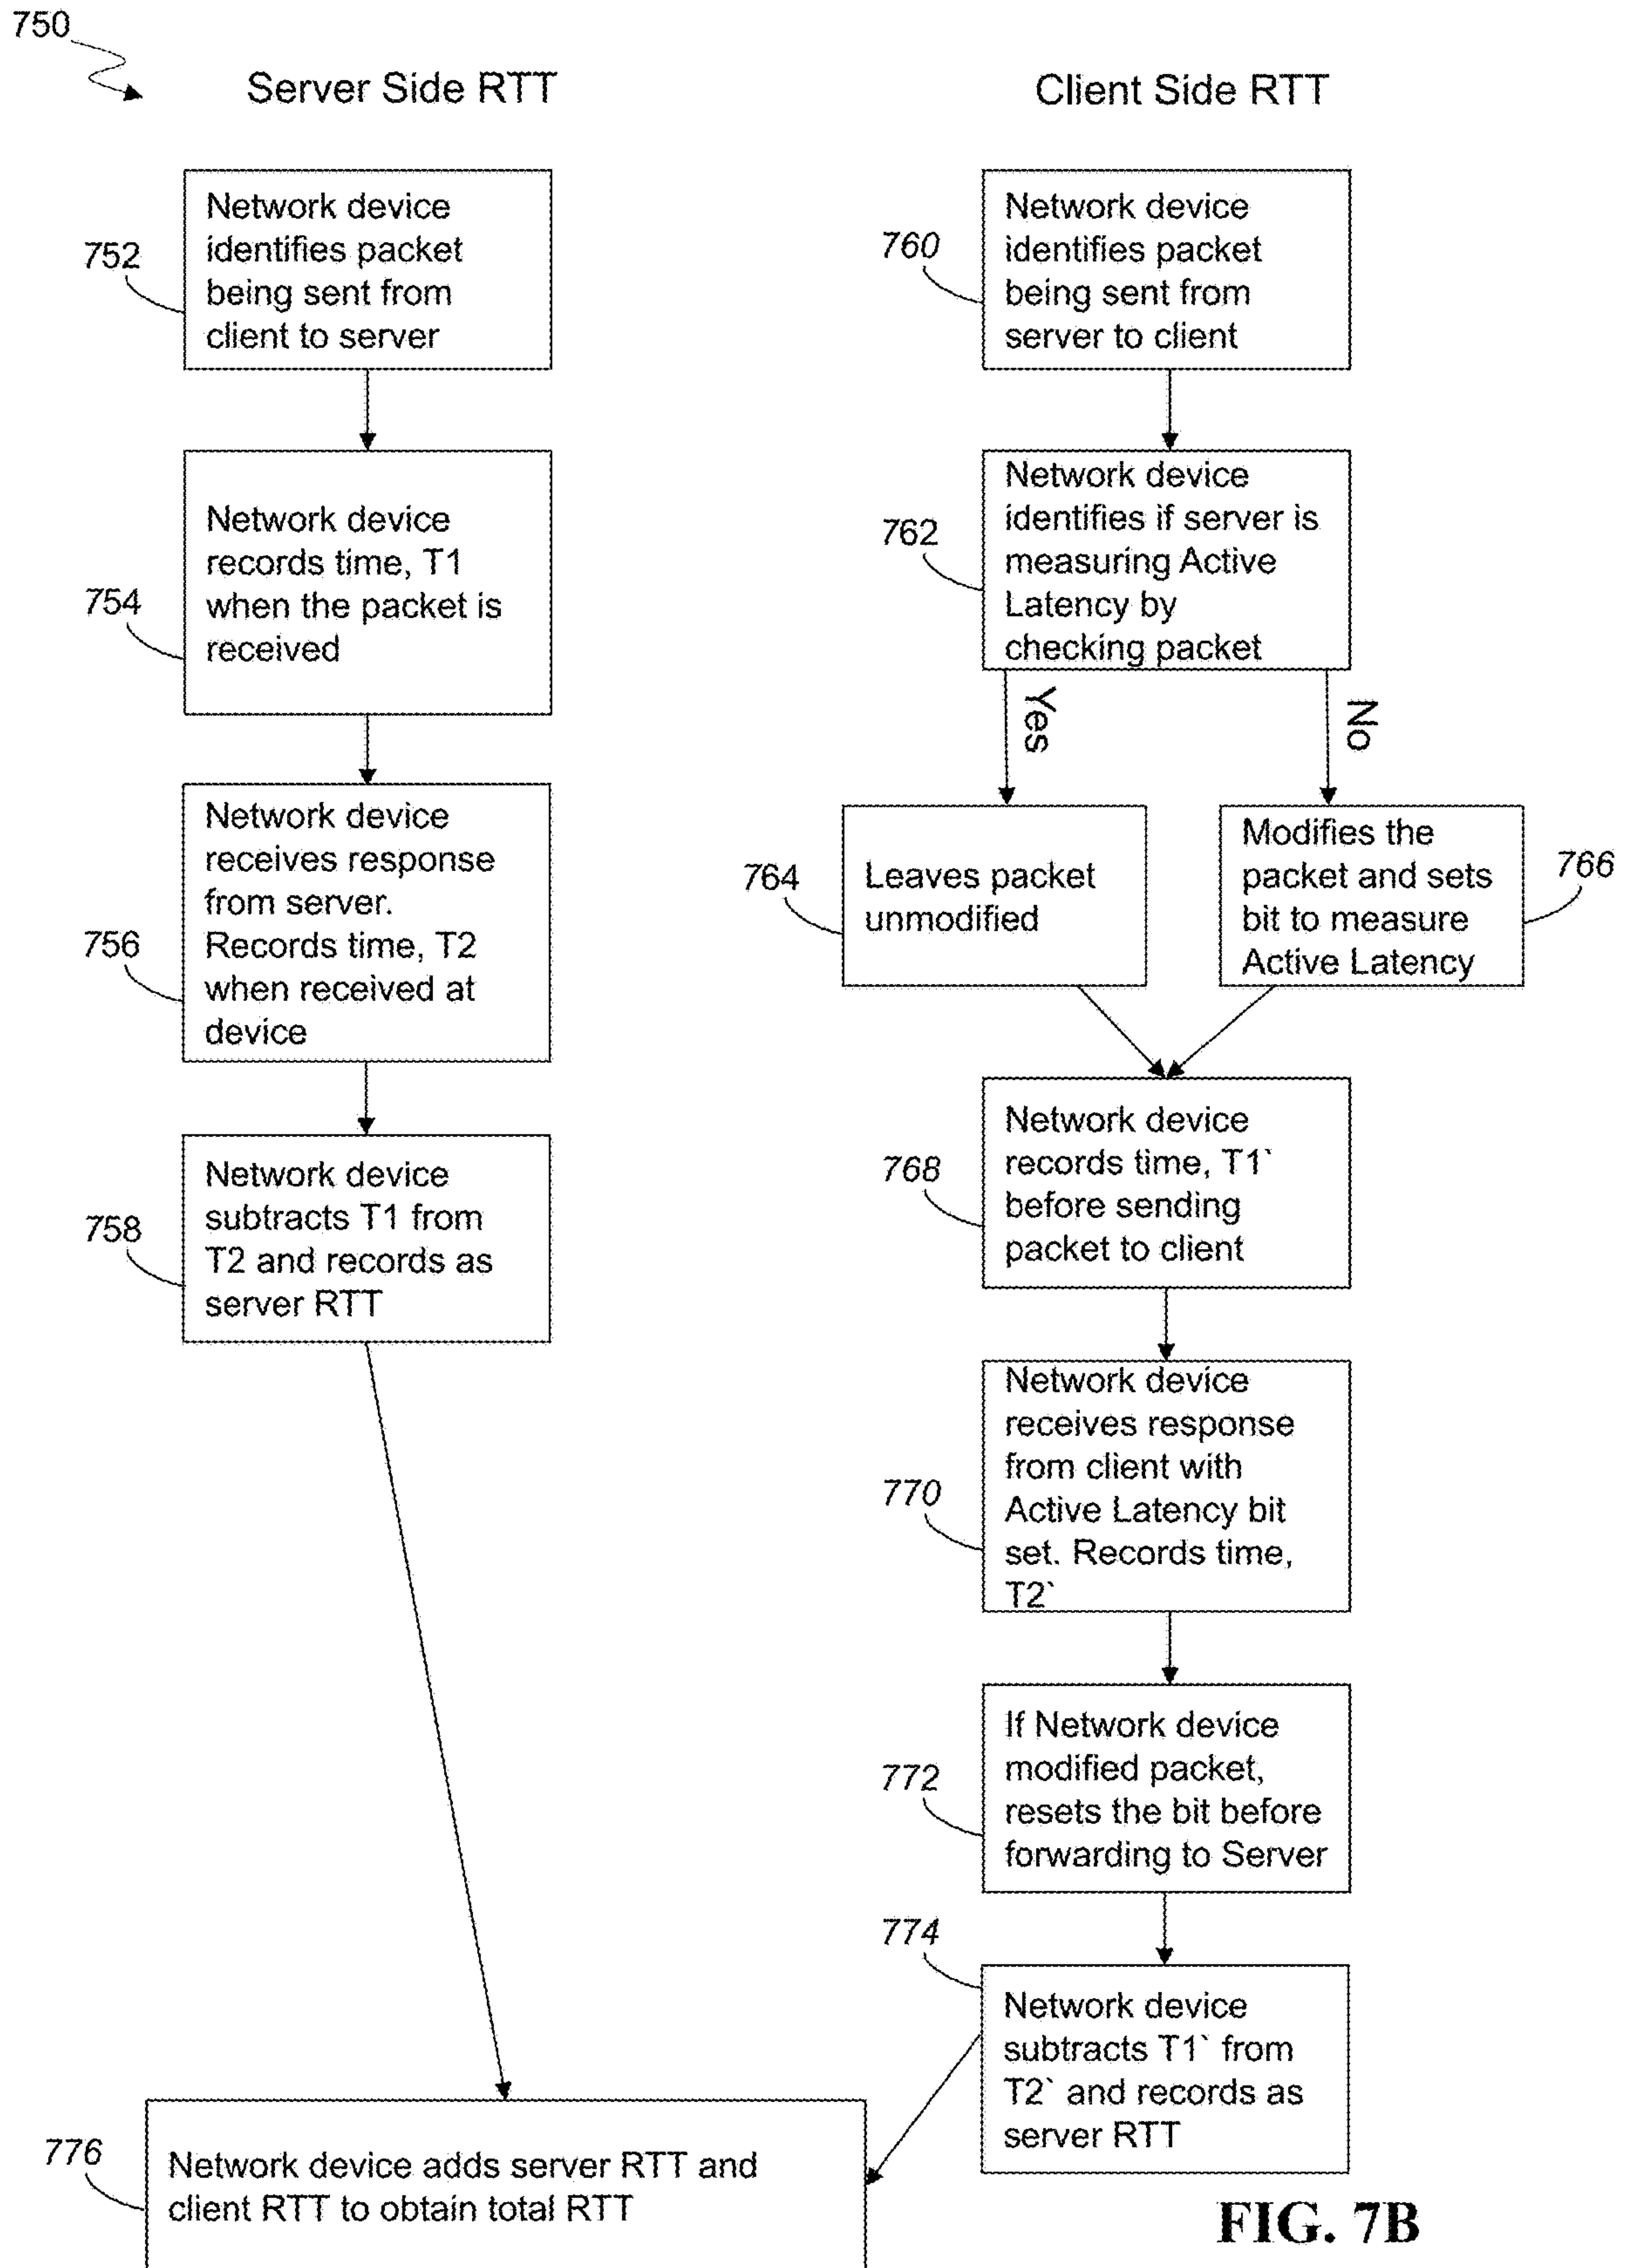 750
Server Side RTT
Client Side RTT
752
Network device
identifies packet
being sent from
client to server
754
Network device
records time, T1
when the packet is
received
756
Network device
receives response
from server.
Records time, T2
when received at
device
758
Network device
subtracts T1 from
T2 and records as
server RTT
760
Network device
identifies packet
being sent from
server to client
762
Network device
identifies if server is
measuring Active
Latency by
checking packet
Yes
No
764
Leaves packet
unmodified
Modifies the
packet and sets
bit to measure
Active Latency
766
768
Network device
records time, T1`
before sending
packet to client
770
Network device
receives response
from client with
Active Latency bit
set. Records time,
T2`
772
If Network device
modified packet,
resets the bit before
forwarding to Server
774
Network device
subtracts T1` from
T2` and records as
server RTT
776
Network device adds server RTT and
client RTT to obtain total RTT
FIG. 7B